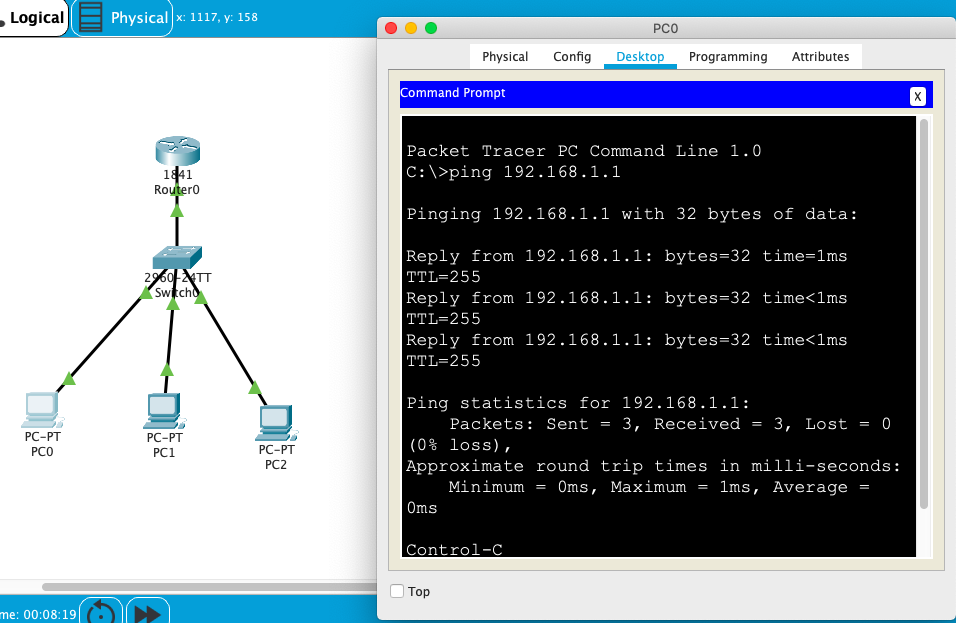 Logical
Physical
x: 1117, y: 158
PC0
Physical
Config
Desktop
Programming
Attributes
Command Prompt
X
Packet Tracer PC Command Line 1.0
C:\>ping 192.168.1.1
Pinging 192.168.1.1 with 32 bytes of data:
Reply from 192.168.1.1: bytes=32 time=1ms
TTL=255
Reply from 192.168.1.1: bytes=32 time<1ms
TTL=255
Reply from 192.168.1.1: bytes=32 time<1ms
TTL=255
Ping statistics for 192.168.1.1:
Packets: Sent = 3, Received = 3, Lost = 0
(0% loss),
Approximate round trip times in milli-seconds:
Minimum = 0ms, Maximum = 1ms, Average =
0ms
Control-C
Top
1841
Router0
2960-24TT
Switch0
PC-PT
PC0
PC-PT
PC1
PC-PT
PC2
me: 00:08:19